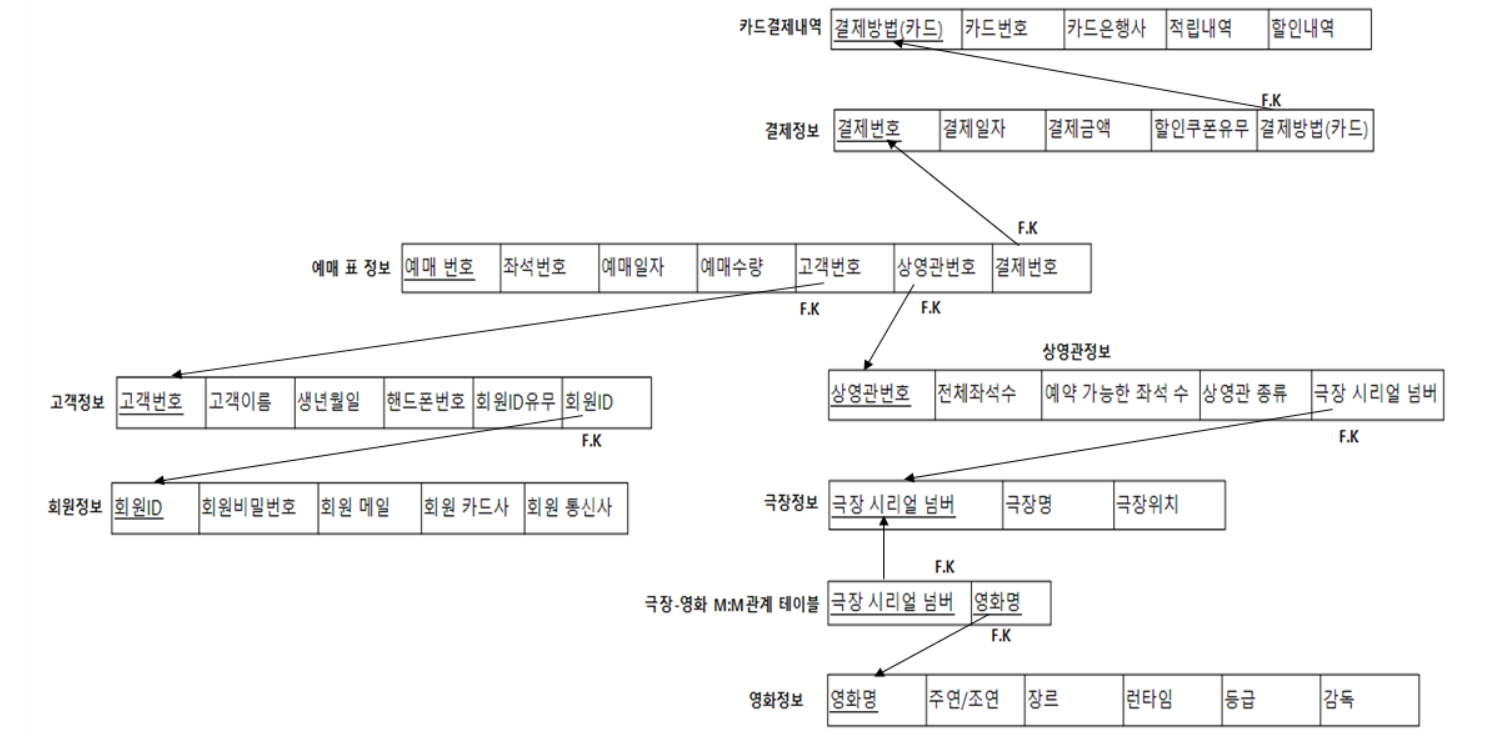 카드결제내역 결제방법(카드) 카드번호 카드은행사 적립내역 할인내역
F.K
결제정보 결제번호 결제일자 결제금액 할인쿠폰유무 결제방법(카드)
F.K
예매 표 정보 예매 번호 좌석번호 예매일자 예매수량 고객번호 상영관번호 결제번호
F.K F.K
상영관정보
고객정보 고객번호 고객이름 생년월일 핸드폰번호 회원ID유무 회원ID
상영관번호 전체좌석수 예약 가능한 좌석 수 상영관 종류 극장 시리얼 넘버
F.K F.K
회원정보 회원ID 회원비밀번호 회원 메일 회원 카드사 회원 통신사
극장정보 극장 시리얼 넘버 극장명 극장위치
F.K
극장-영화 M:M관계 테이블 극장 시리얼 넘버 영화명
F.K
영화정보 영화명 주연/조연 장르 런타임 등급 감독